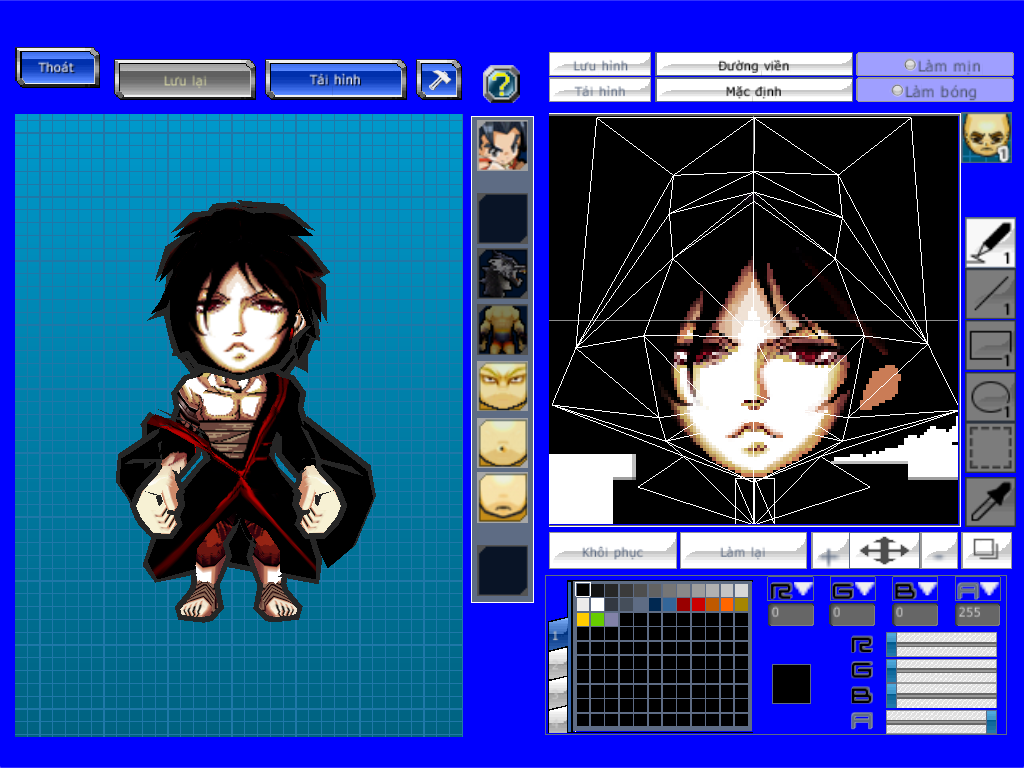 Thoát
Lưu lại
Tải hình
?
Lưu hình
Đường viền
Làm mịn
Tải hình
Mặc định
Làm bóng
1
1
1
1
1
Khôi phục
Làm lại
+
-
R G B A
0 0 0 255
1
R
G
B
A